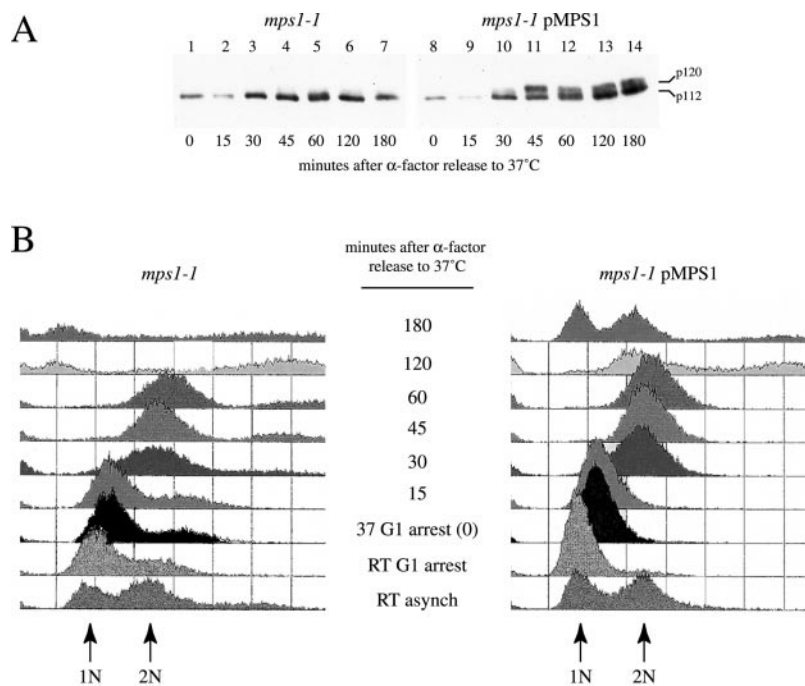 A
mps1-1
mps1-1 pMPS1
1 2 3 4 5 6 7
8 9 10 11 12 13 14
p120
p112
0 15 30 45 60 120 180
0 15 30 45 60 120 180
minutes after α-factor release to 37˚C
B
mps1-1
minutes after α-factor
release to 37˚C
mps1-1 pMPS1
180
120
60
45
30
15
37 G1 arrest (0)
RT G1 arrest
RT asynch
1N 2N
1N 2N